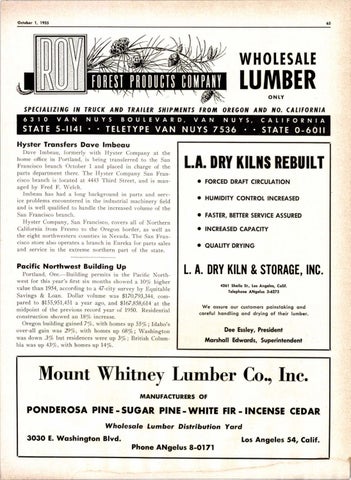 October 1, 1955
65
ROY
FOREST PRODUCTS COMPANY
WHOLESALE
LUMBER
ONLY
SPECIALIZING IN TRUCK AND TRAILER SHIPMENTS FROM OREGON AND NO. CALIFORNIA
6310 VAN NUYS BOULEVARD, VAN NUYS, CALIFORNIA
STATE 5-1141 • • TELETYPE VAN NUYS 7536 • • STATE 0-6011
Hyster Transfers Dave Imbeau
Dave Imbeau, formerly with Hyster Company at the
home office in Portland, is being transferred to the San
Francisco branch October 1 and placed in charge of the
parts department there. The Hyster Company San Fran-
cisco branch is located at 4445 Third Street, and is man-
aged by Fred F. Welch.
Imbeau has had a long background in parts and serv-
ice problems encountered in the industrial machinery field
and is well qualified to handle the increased volume of the
San Francisco branch.
Hyster Company, San Francisco, covers all of Northern
California from Fresno to the Oregon border, as well as
the eight northwestern counties in Nevada. The San Fran-
cisco store also operates a branch in Eureka for parts sales
and service in the extreme northern part of the state.
Pacific Northwest Building Up
Portland, Ore.—Building permits in the Pacific North-
west for this year's first six months showed a 10% higher
value than 1954, according to a 47-city survey by Equitable
Savings & Loan. Dollar volume was $170,793,344, com-
pared to $155,951,451 a year ago, and $167,858,614 at the
midpoint of the previous record year of 1950. Residential
construction showed an 18% increase.
Oregon building gained 7%, with homes up 55%; Idaho's
over-all gain was 29%, with homes up 68%; Washington
was down .3% but residences were up 3%; British Colum-
bia was up 43%, with homes up 14%.
L.A. DRY KILNS REBUILT
• FORCED DRAFT CIRCULATION
• HUMIDITY CONTROL INCREASED
• FASTER, BETTER SERVICE ASSURED
• INCREASED CAPACITY
• QUALITY DRYING
L. A. DRY KILN & STORAGE, INC.
4261 Sheila St., Los Angeles, Calif.
Telephone ANgelus 3-6273
We assure our customers painstaking and
careful handling and drying of their lumber.
Dee Essley, President
Marshall Edwards, Superintendent
Mount Whitney Lumber Co., Inc.
MANUFACTURERS OF
PONDEROSA PINE-SUGAR PINE-WHITE FIR-INCENSE CEDAR
Wholesale Lumber Distribution Yard
3030 E. Washington Blvd.
Los Angeles 54, Calif.
Phone ANgelus 8-0171